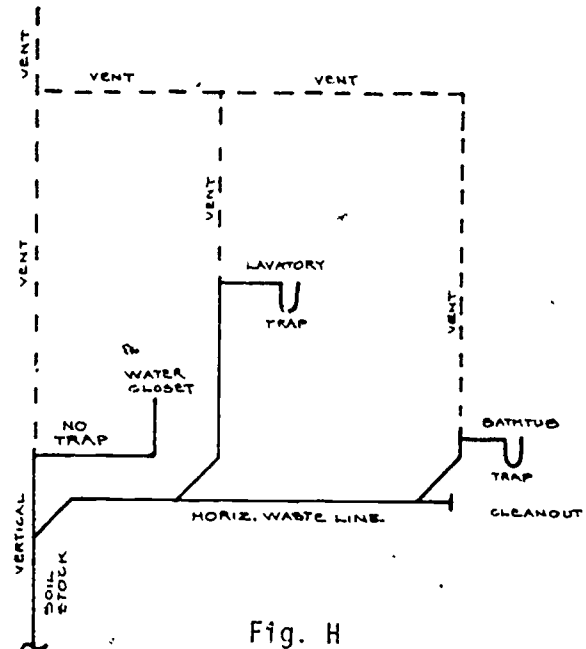 VENT
VENT
VENT
VENT
VENT
LAVATORY
TRAP
VENT
WATER
CLOSET
NO
TRAP
BATHTUB
TRAP
CLEANOUT
HORIZ. WASTE LINE.
VERTICAL
SOIL
STOCK
Fig. H